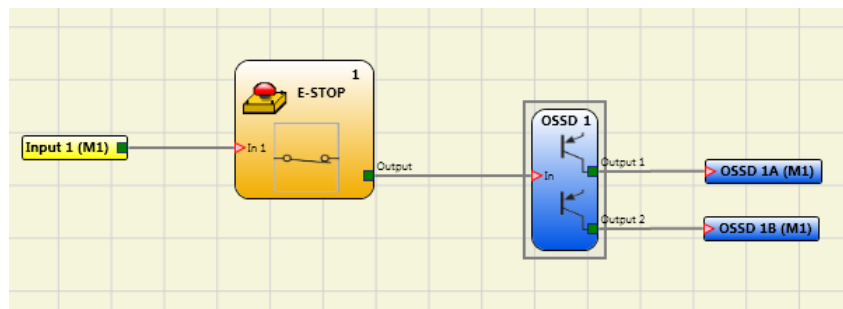 1
E-STOP
Input 1 (M1)
In 1
Output
OSSD 1
In
Output 1
OSSD 1A (M1)
Output 2
OSSD 1B (M1)